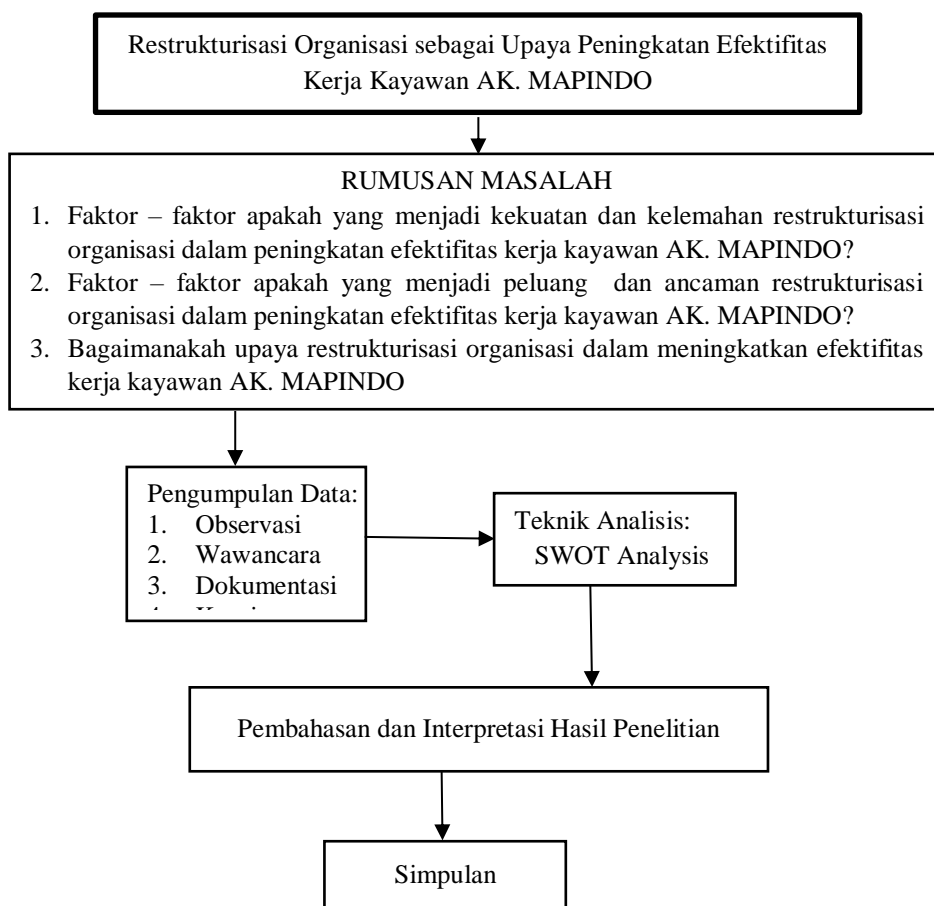 Restrukturisasi Organisasi sebagai Upaya Peningkatan Efektifitas
Kerja Kayawan AK. MAPINDO
RUMUSAN MASALAH
1. Faktor – faktor apakah yang menjadi kekuatan dan kelemahan restrukturisasi
organisasi dalam peningkatan efektifitas kerja kayawan AK. MAPINDO?
2. Faktor – faktor apakah yang menjadi peluang dan ancaman restrukturisasi
organisasi dalam peningkatan efektifitas kerja kayawan AK. MAPINDO?
3. Bagaimanakah upaya restrukturisasi organisasi dalam meningkatkan efektifitas
kerja kayawan AK. MAPINDO
Pengumpulan Data:
1. Observasi
2. Wawancara
3. Dokumentasi
Teknik Analisis:
SWOT Analysis
Pembahasan dan Interpretasi Hasil Penelitian
Simpulan